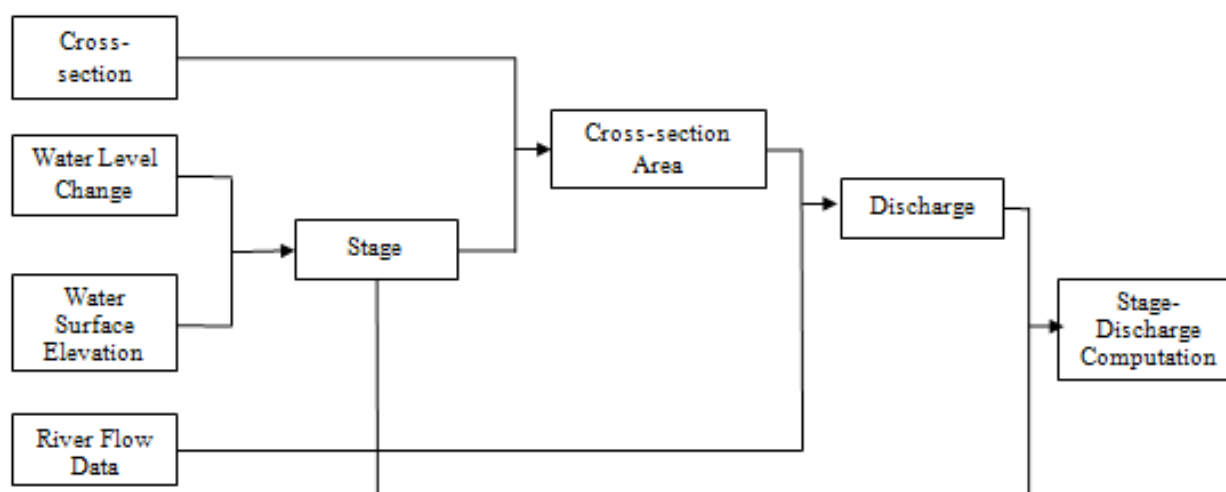 Cross-
section
Water Level
Change
Water
Surface
Elevation
River Flow
Data
Stage
Cross-section
Area
Discharge
Stage-
Discharge
Computation